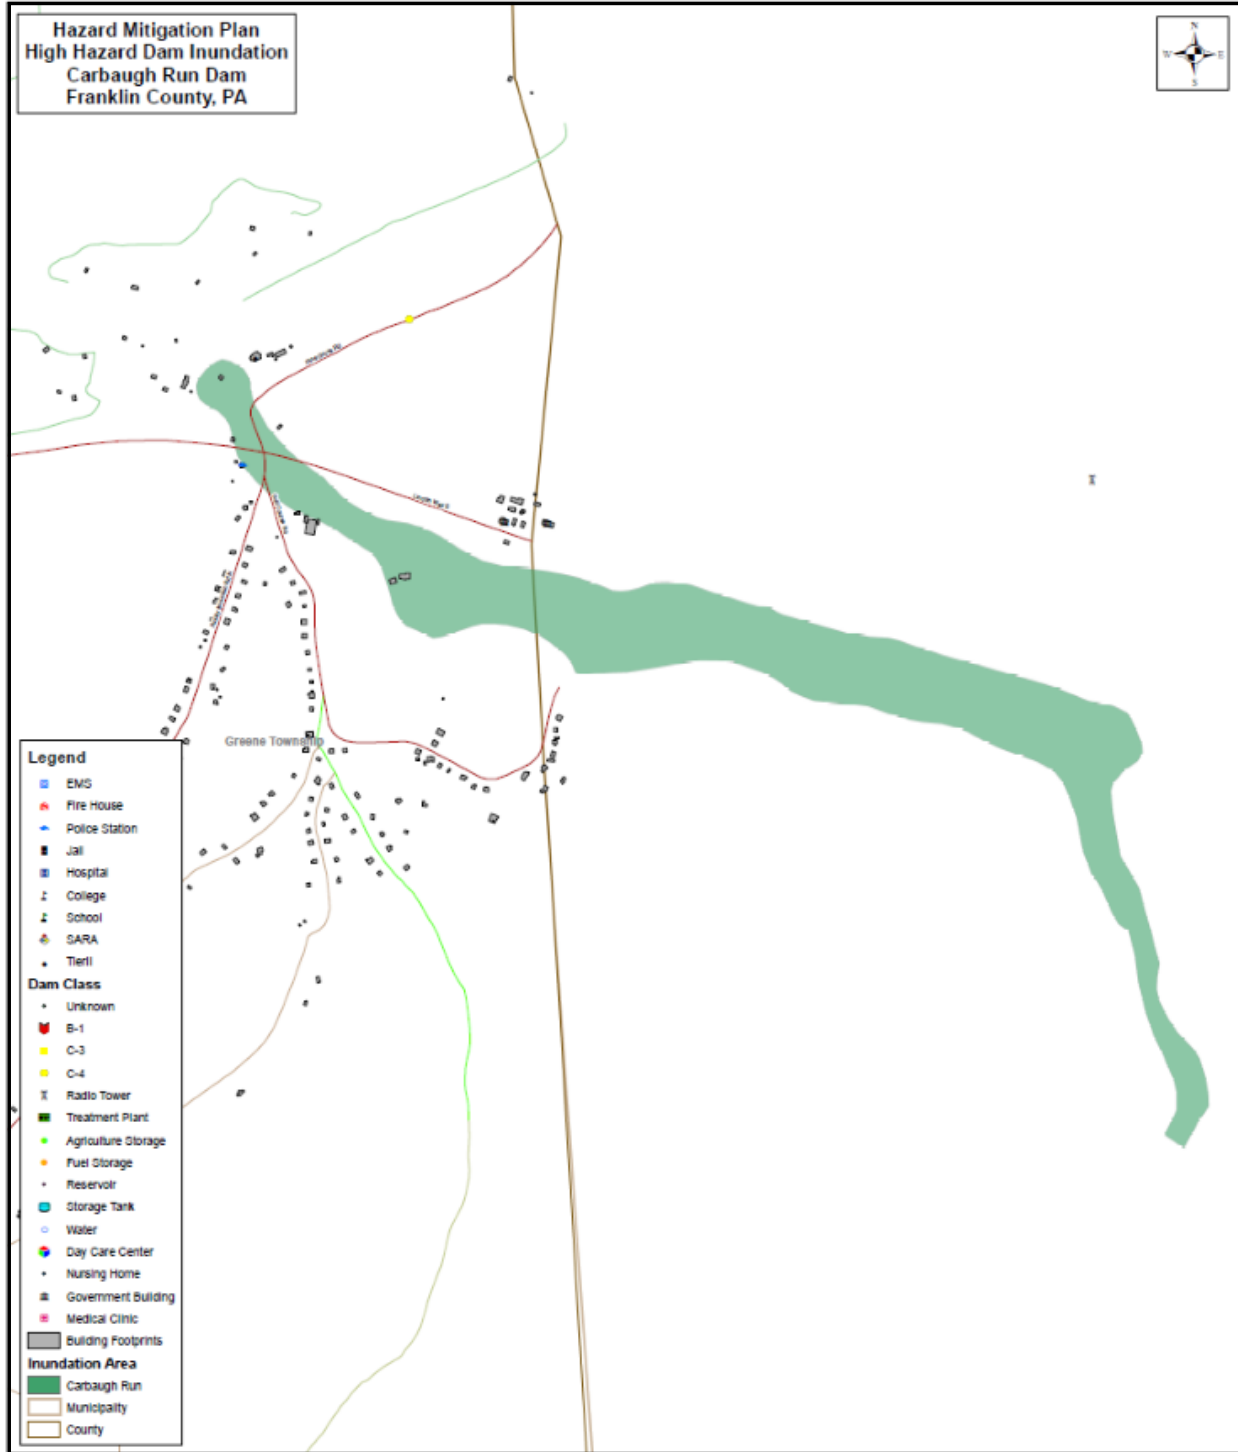 Hazard Mitigation Plan
High Hazard Dam Inundation
Carbaugh Run Dam
Franklin County, PA
N
W
E
S
Greene Township
Legend
EMS
Fire House
Police Station
Jail
Hospital
College
School
SARA
TierII
Dam Class
Unknown
B-1
C-3
C-4
Radio Tower
Treatment Plant
Agriculture Storage
Fuel Storage
Reservoir
Storage Tank
Water
Day Care Center
Nursing Home
Government Building
Medical Clinic
Building Footprints
Inundation Area
Carbaugh Run
Municipality
County